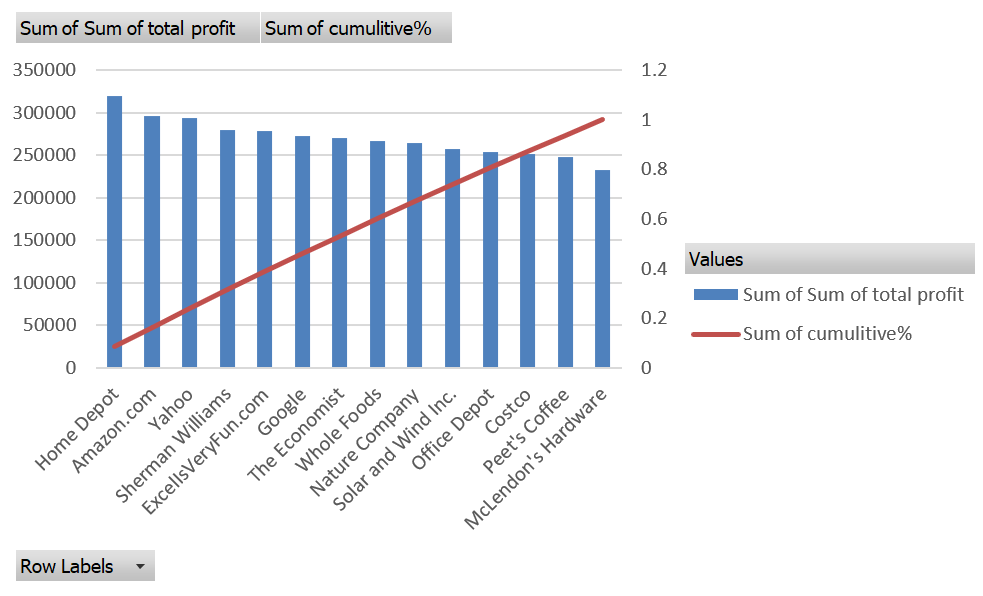 Sum of Sum of total profit
Sum of cumulitive%
350000
300000
250000
200000
150000
100000
50000
0
1.2
1
0.8
0.6
0.4
0.2
0
Home Depot
Amazon.com
Yahoo
Sherman Williams
ExcelIsVeryFun.com
Google
The Economist
Whole Foods
Nature Company
Solar and Wind Inc.
Office Depot
Costco
Peet's Coffee
McLendon's Hardware
Values
Sum of Sum of total profit
Sum of cumulitive%
Row Labels